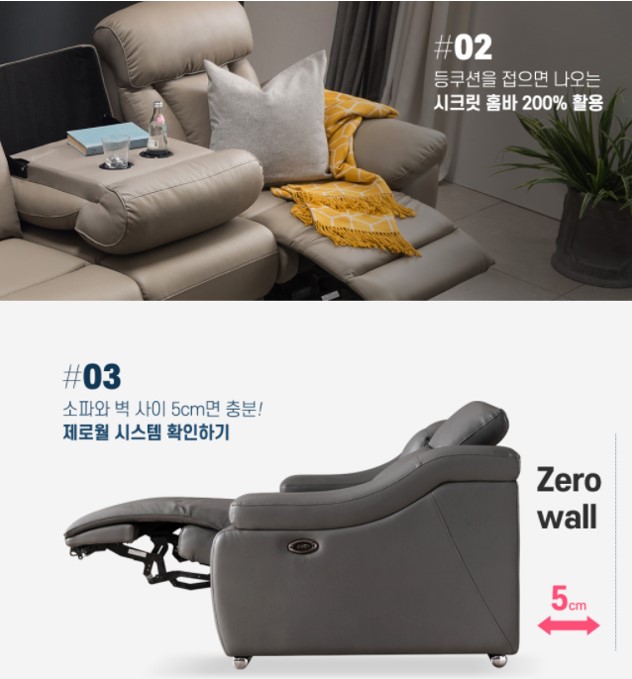 #02
등쿠션을 접으면 나오는
시크릿 홈바 200% 활용
#03
소파와 벽 사이 5cm면 충분!
제로월 시스템 확인하기
Zero
wall
5cm